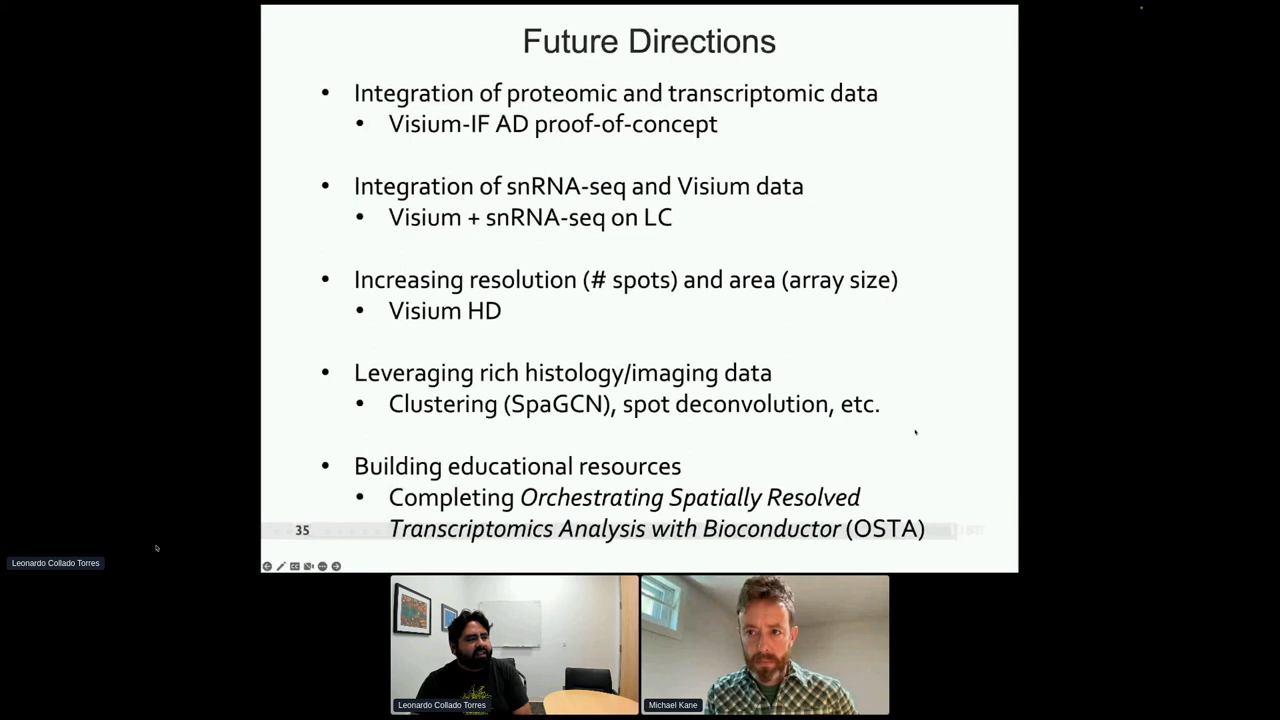 Future Directions
• Integration of proteomic and transcriptomic data
• Visium-IF AD proof-of-concept
• Integration of snRNA-seq and Visium data
• Visium + snRNA-seq on LC
• Increasing resolution (# spots) and area (array size)
• Visium HD
• Leveraging rich histology/imaging data
• Clustering (SpaGCN), spot deconvolution, etc.
• Building educational resources
• Completing Orchestrating Spatially Resolved
Transcriptomics Analysis with Bioconductor (OSTA)
35
Leonardo Collado Torres
Leonardo Collado Torres
Michael Kane